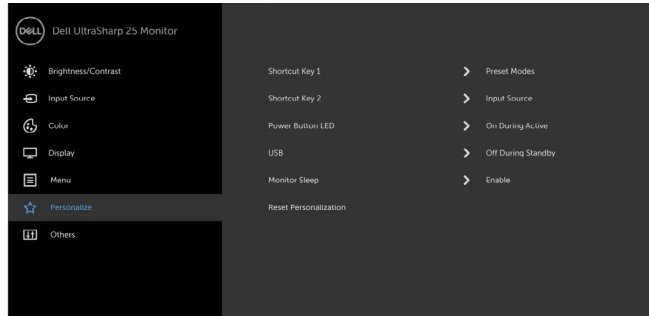 DELL Dell UltraSharp 25 Monitor
Brightness/Contrast
Input Source
Color
Display
Menu
Personalize
Others
Shortcut Key 1 Preset Modes
Shortcut Key 2 Input Source
Power Button LED On During Active
USB Off During Standby
Monitor Sleep Enable
Reset Personalization